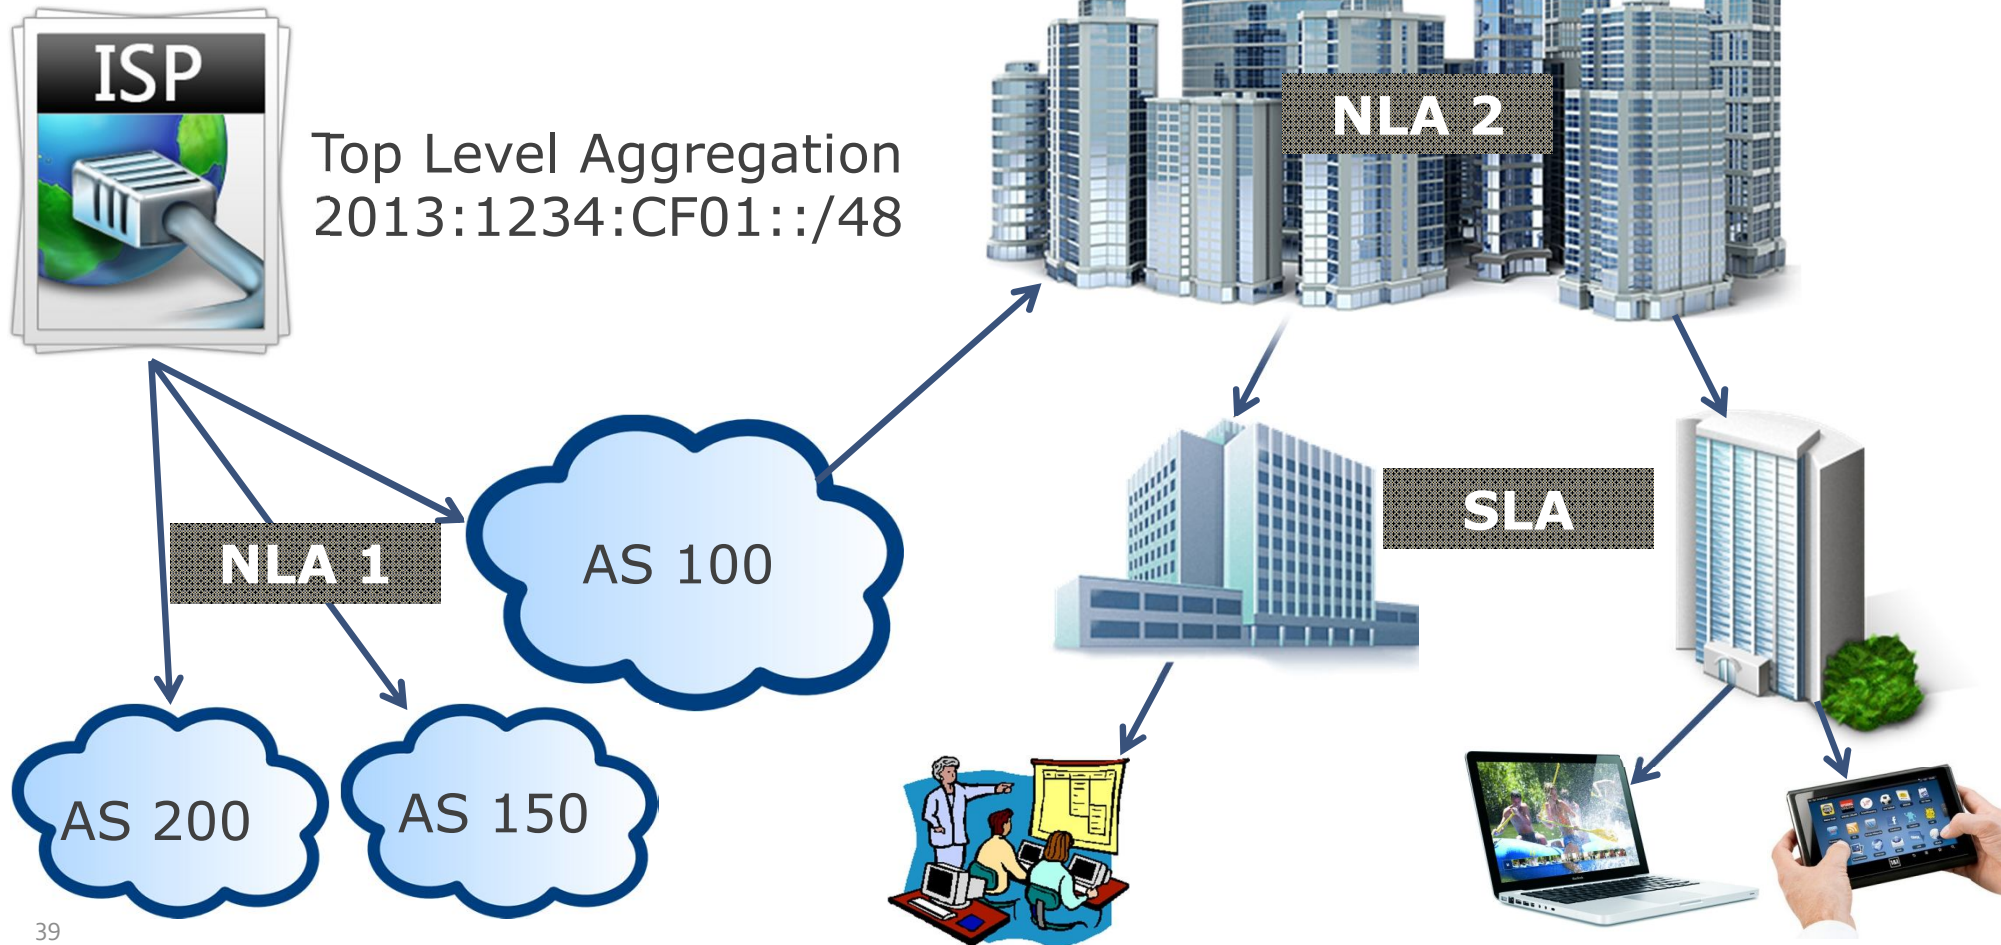 ISP
Top Level Aggregation
2013:1234:CF01::/48
NLA 2
NLA 1
AS 100
SLA
AS 200
AS 150
39